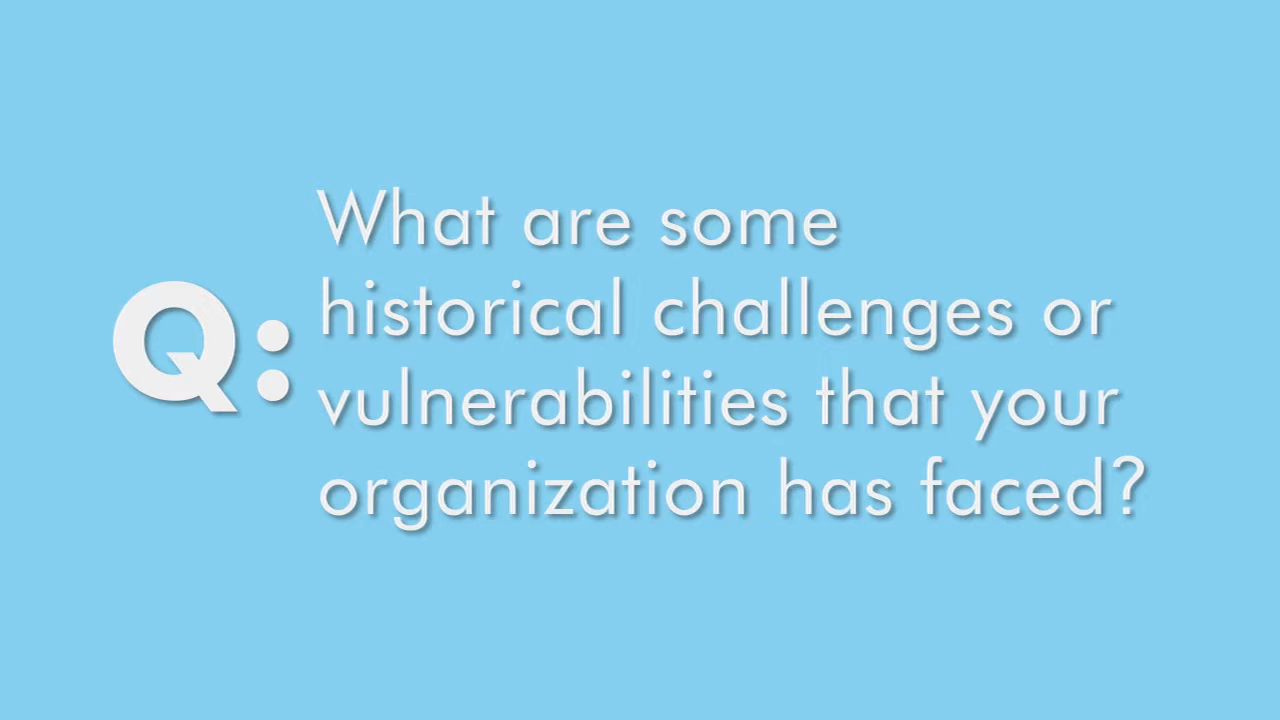 Q:
What are some
historical challenges or
vulnerabilities that your
organization has faced?